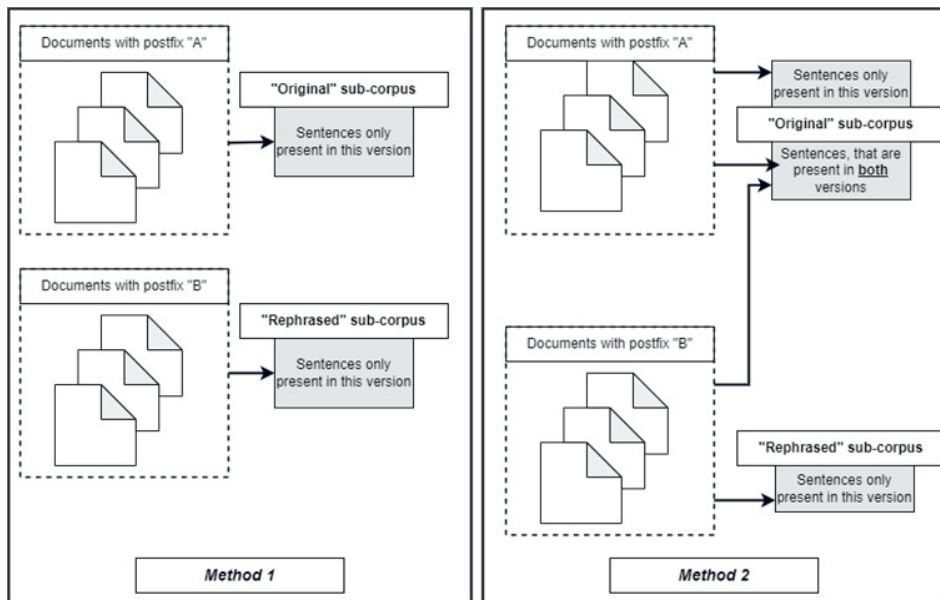 Documents with postfix "A"
"Original" sub-corpus
Sentences only
present in this version
Documents with postfix "B"
"Rephrased" sub-corpus
Sentences only
present in this version
Method 1
Documents with postfix "A"
Sentences only
present in this version
"Original" sub-corpus
Sentences, that are
present in both
versions
Documents with postfix "B"
"Rephrased" sub-corpus
Sentences only
present in this version
Method 2